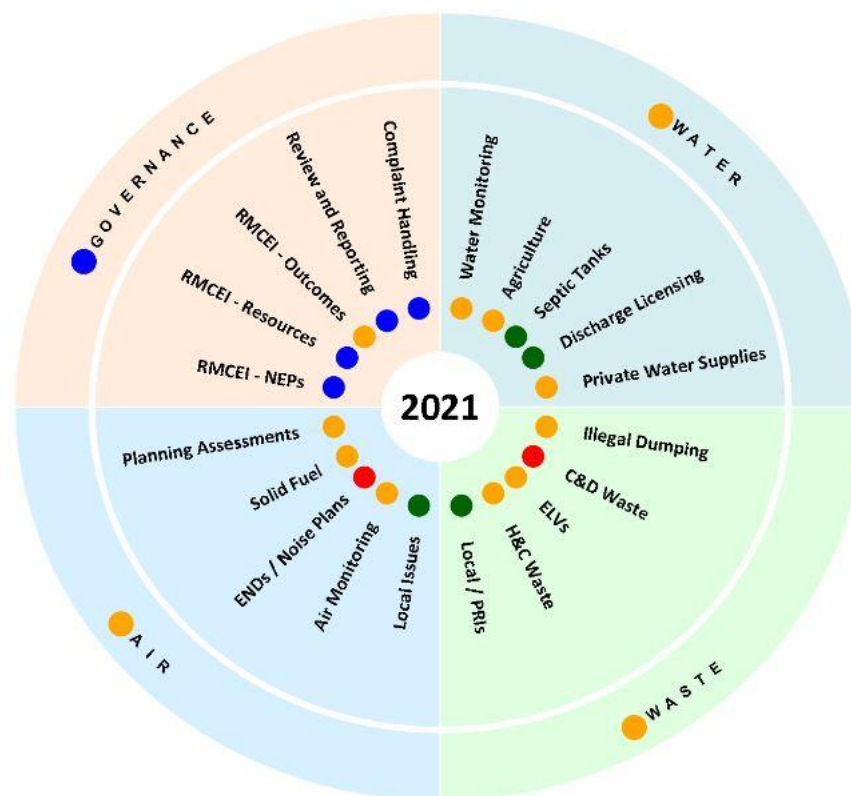 GOVERNANCE
Complaint Handling
Review and Reporting
RMCEI - Outcomes
RMCEI - Resources
RMCEI - NEPs
WATER
Water Monitoring
Agriculture
Septic Tanks
Discharge Licensing
Private Water Supplies
2021
Planning Assessments
Solid Fuel
ENDs / Noise Plans
Air Monitoring
Local Issues
AIR
Illegal Dumping
C&D Waste
ELVs
H&C Waste
Local / PRIs
WASTE